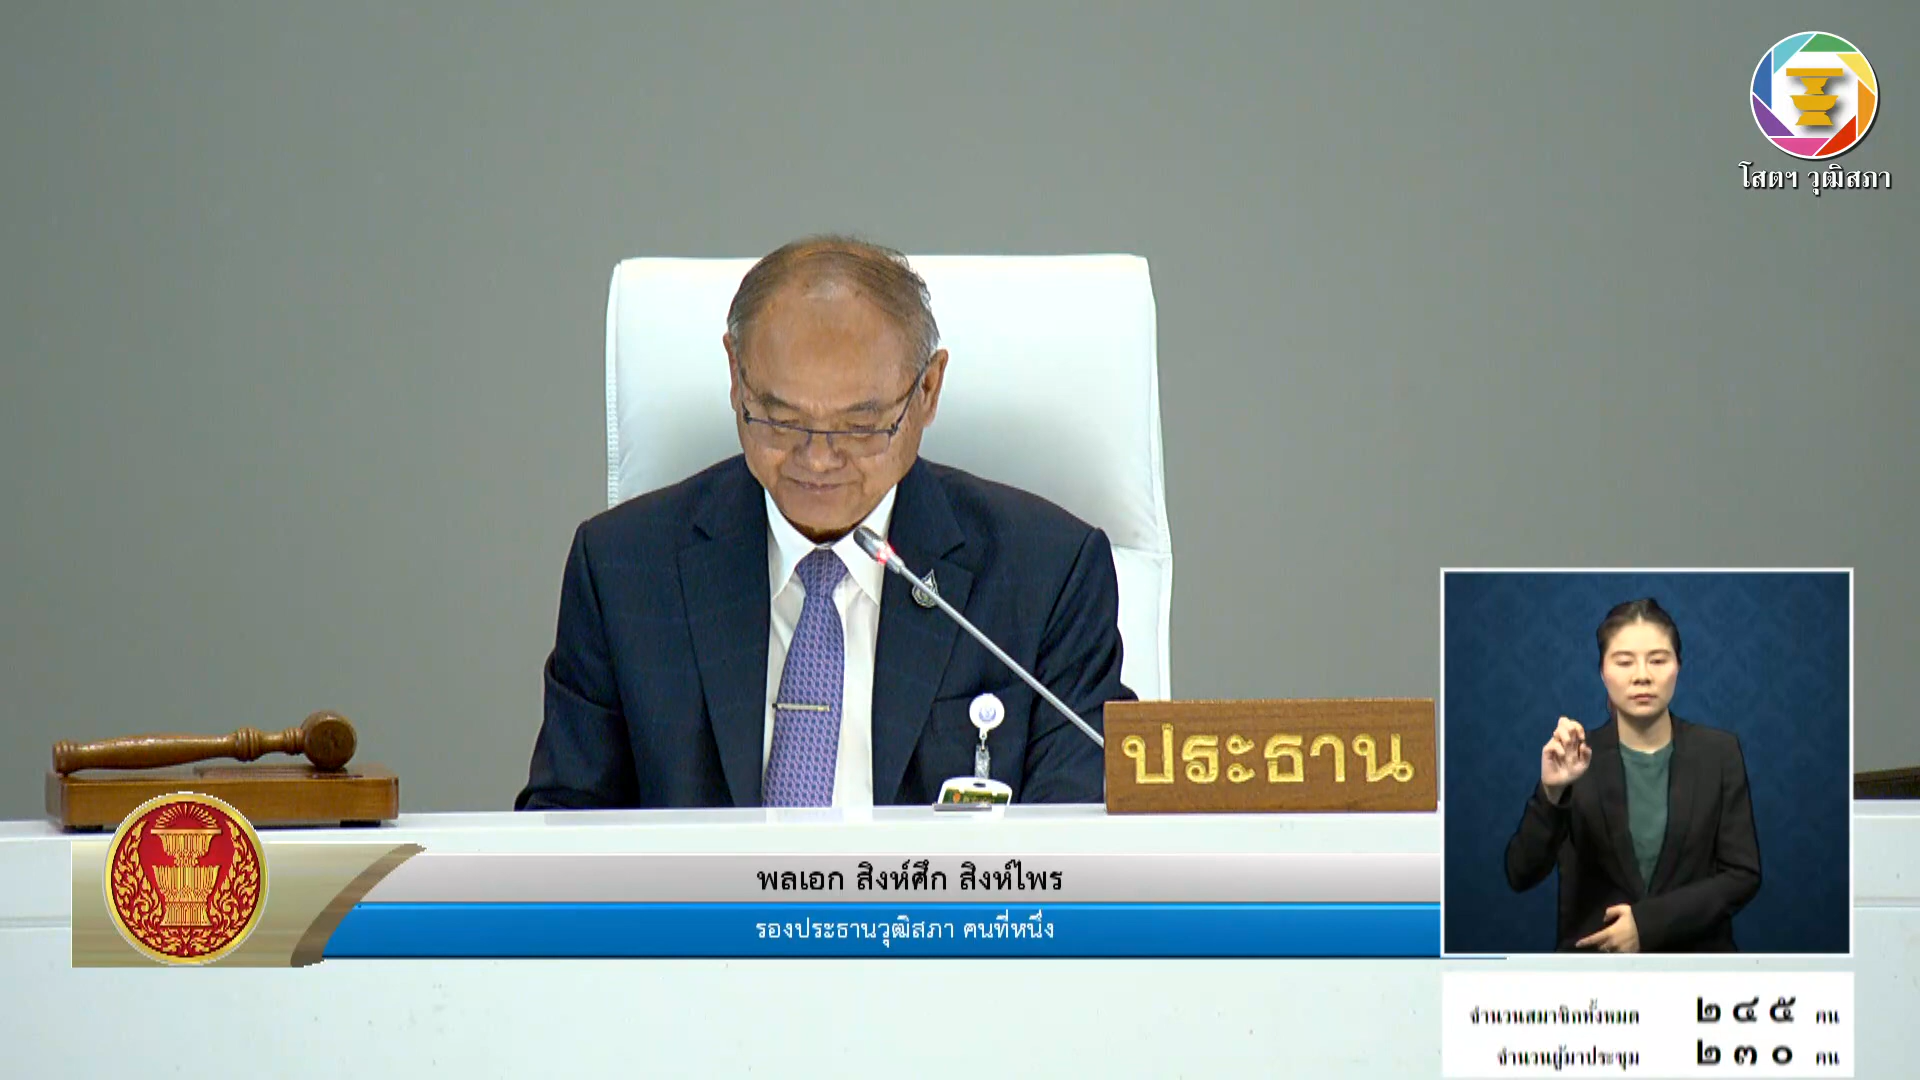 โสตฯ วุฒิสภา
ประธาน
พลเอก สิงห์ศึก สิงห์ไพร
รองประธานวุฒิสภา คนที่หนึ่ง
จำนวนสมาชิกทั้งหมด ๒๔๕ คน
จำนวนผู้มาประชุม ๒๓๐ คน